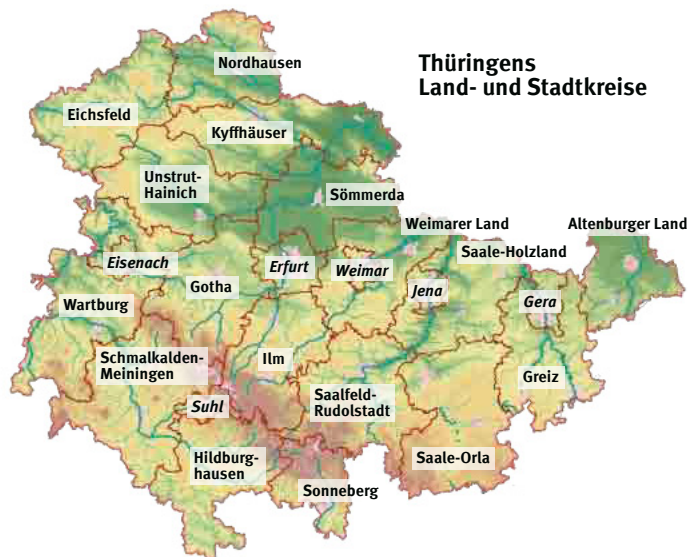 Thüringens
Land- und Stadtkreise
Nordhausen
Eichsfeld
Kyffhäuser
Unstrut-
Hainich
Sömmerda
Weimarer Land
Altenburger Land
Saale-Holzland
Eisenach
Erfurt
Weimar
Gotha
Jena
Gera
Wartburg
Schmalkalden-
Meiningen
Ilm
Greiz
Suhl
Saalfeld-
Rudolstadt
Hildburg-
hausen
Saale-Orla
Sonneberg